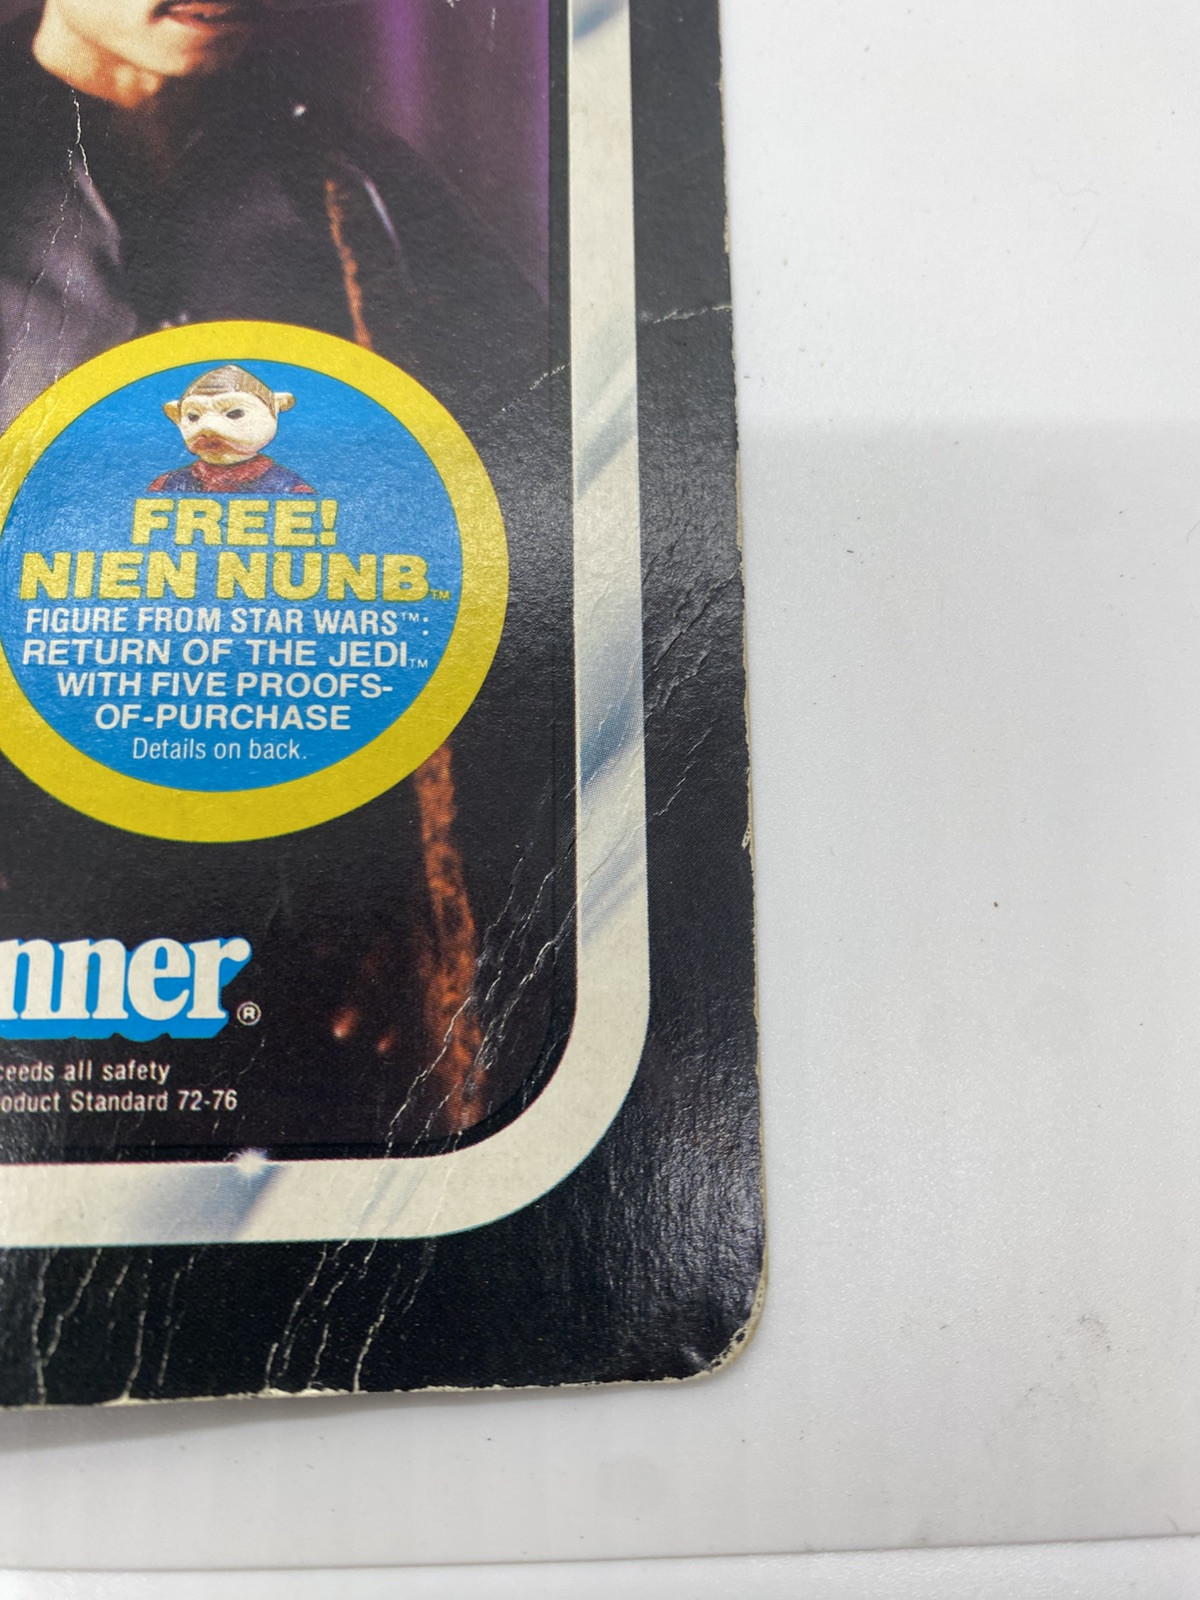 FREE!
NIEN NUNB™
FIGURE FROM STAR WARS™:
RETURN OF THE JEDI™
WITH FIVE PROOFS-
OF-PURCHASE
Details on back.
nner®
ceeds all safety
oduct Standard 72-76